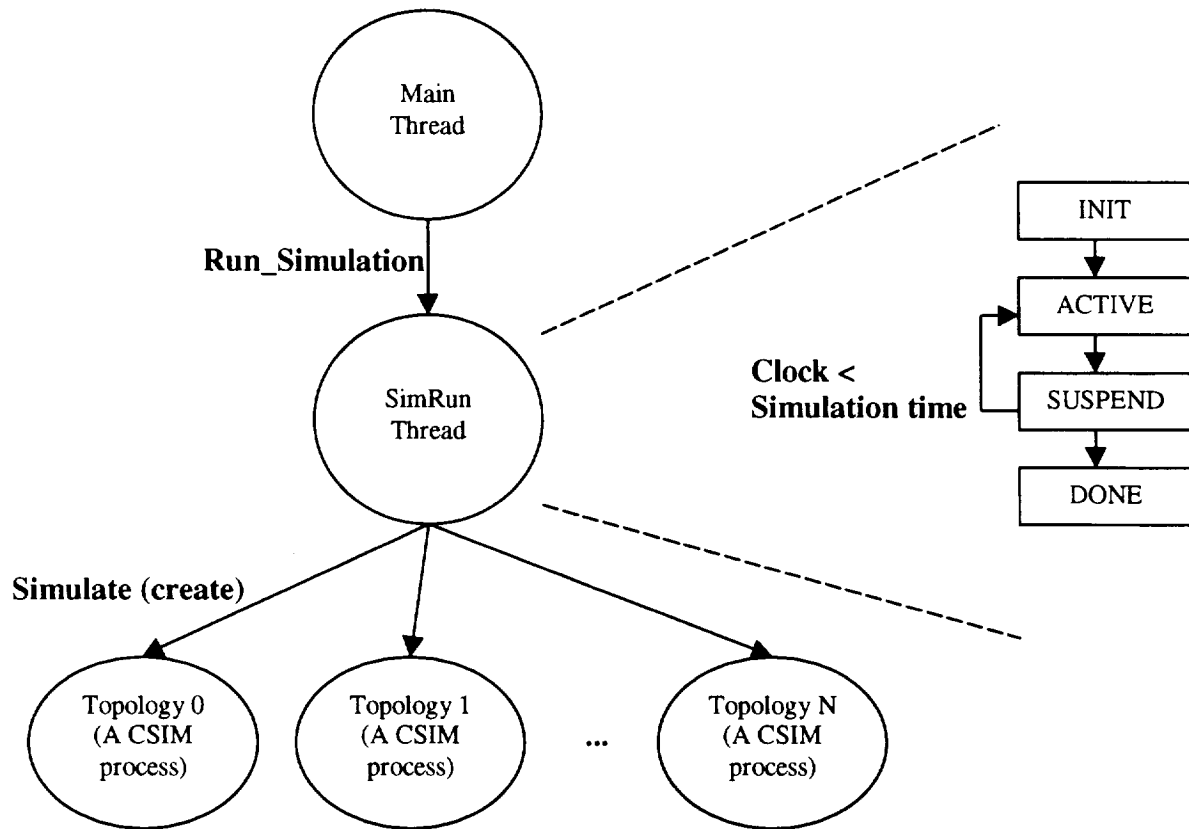 Main
Thread
Run_Simulation
SimRun
Thread
Simulate (create)
Topology 0
(A CSIM
process)
Topology 1
(A CSIM
process)
...
Topology N
(A CSIM
process)
INIT
ACTIVE
Clock <
Simulation time
SUSPEND
DONE